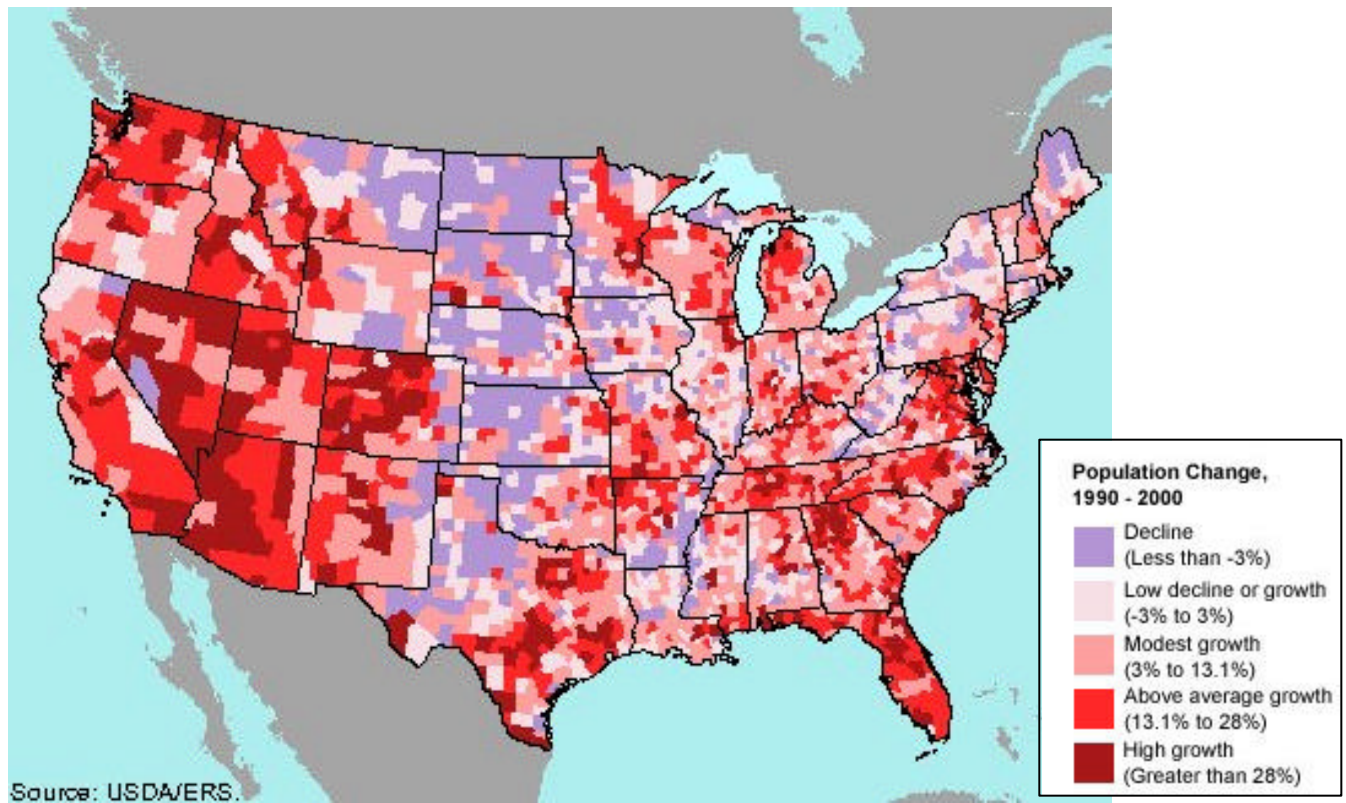 Population Change,
1990 - 2000
Decline
(Less than -3%)
Low decline or growth
(-3% to 3%)
Modest growth
(3% to 13.1%)
Above average growth
(13.1% to 28%)
High growth
(Greater than 28%)
Source: USDA/ERS.